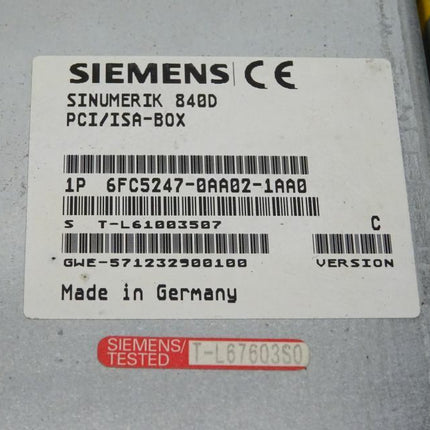 SIEMENS CE
SINUMERIK 840D
PCI/ISA-BOX
1P 6FC5247-0AA02-1AA0
S T-L61003507 C
GWE-571232900100 VERSION
Made in Germany
SIEMENS/ T-L67603S0
TESTED